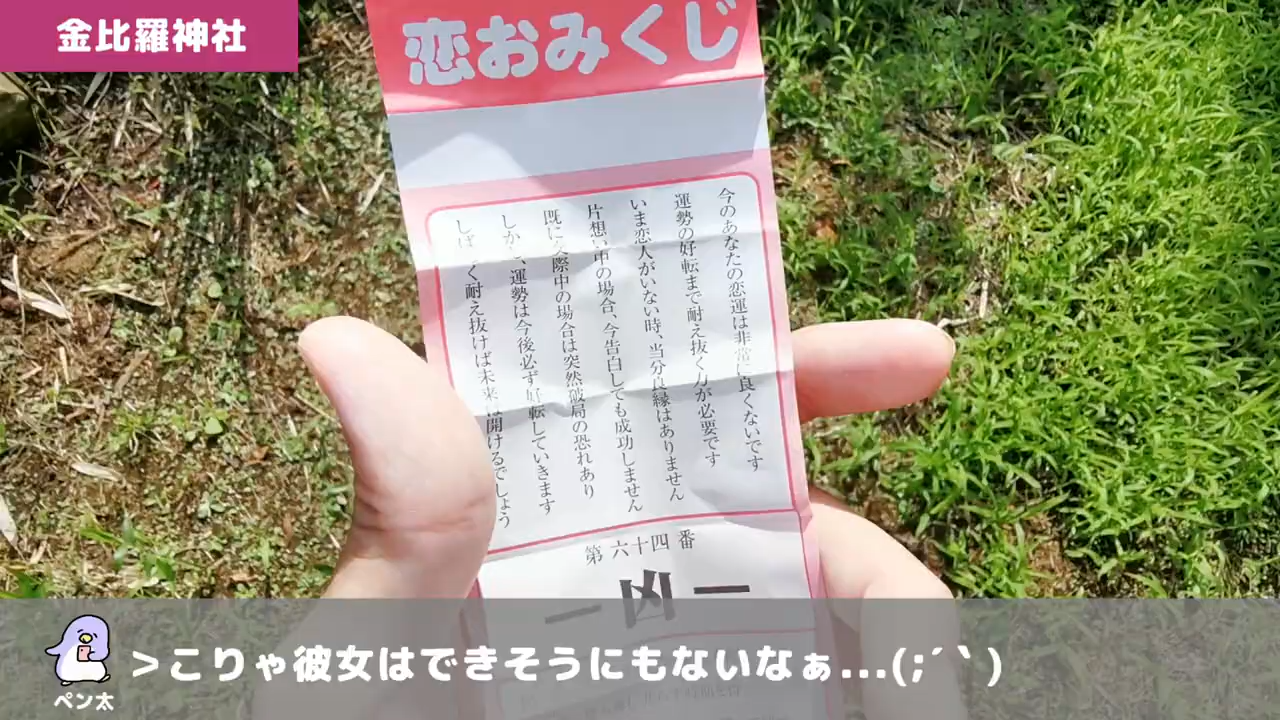 金比羅神社
恋おみくじ
今のあなたの恋運は非常に良くないです
運勢の好転まで耐え抜く力が必要です
いま恋人がいない時、当分良縁はありません
片想い中の場合、今告白しても成功しません
既に交際中の場合は突然破局の恐れあり
しかし、運勢は今後必ず好転していきます
しばらく耐え抜けば未来は開けるでしょう
第六十四番
凶
>こりゃ彼女はできそうにもないなぁ...(;´｀)
ペン太